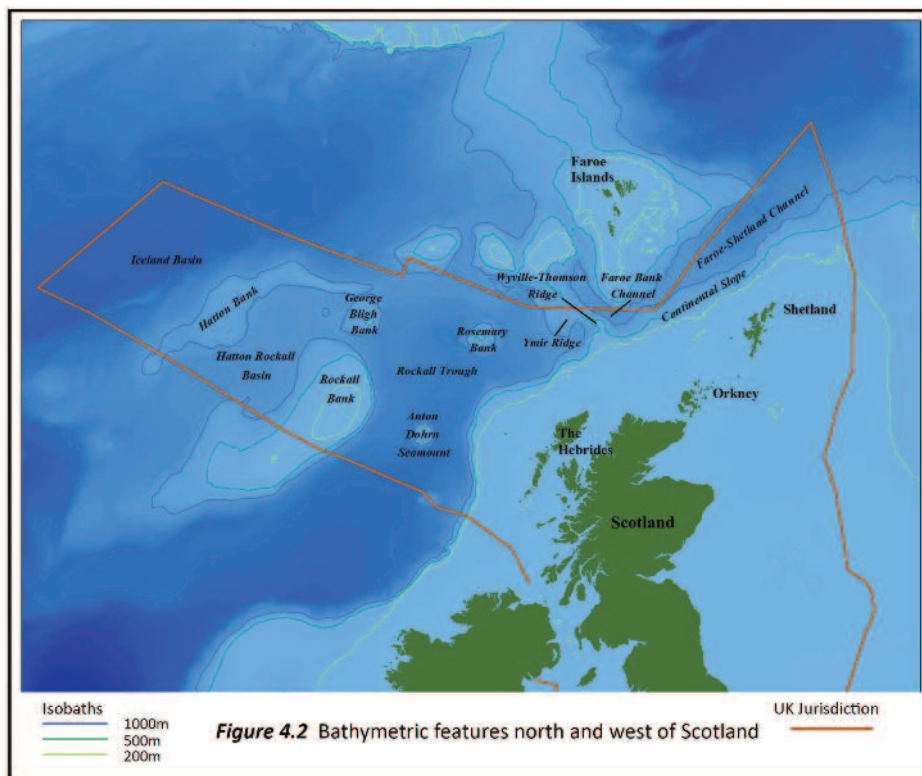 Faroe
Islands
Iceland Basin
Faroe-Shetland Channel
Wyville-Thomson
Ridge
Faroe Bank
Channel
Continental Slope
Hatton Bank
George
Bligh
Bank
Shetland
Rosemary
Bank
Ymir Ridge
Hatton Rockall
Basin
Rockall Trough
Rockall
Bank
Orkney
Anton
Dohrn
Seamount
The
Hebrides
Scotland
Isobaths
1000m
500m
200m
Figure 4.2 Bathymetric features north and west of Scotland
UK Jurisdiction